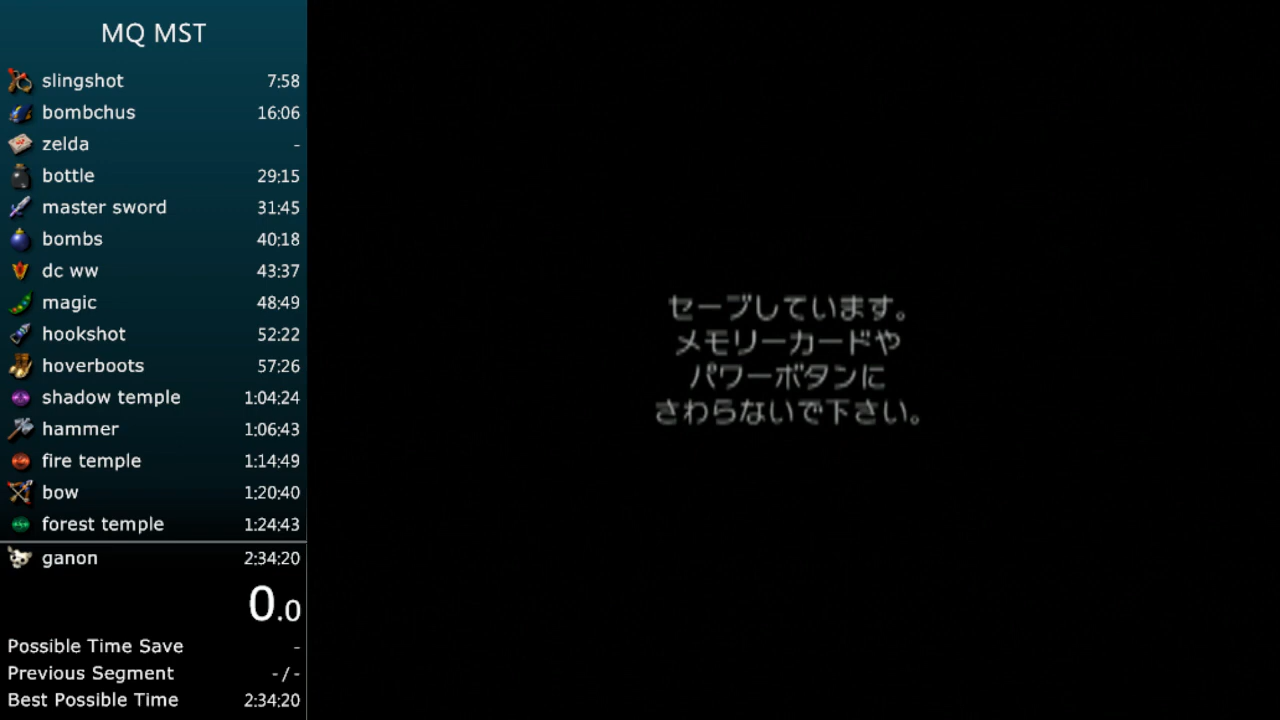 MQ MST
slingshot 7:58
bombchus 16:06
zelda -
bottle 29:15
master sword 31:45
bombs 40:18
dc ww 43:37
magic 48:49
hookshot 52:22
hoverboots 57:26
shadow temple 1:04:24
hammer 1:06:43
fire temple 1:14:49
bow 1:20:40
forest temple 1:24:43
ganon 2:34:20
0.0
Possible Time Save -
Previous Segment - / -
Best Possible Time 2:34:20
セーブしています。
メモリーカードや
パワーボタンに
さわらないで下さい。